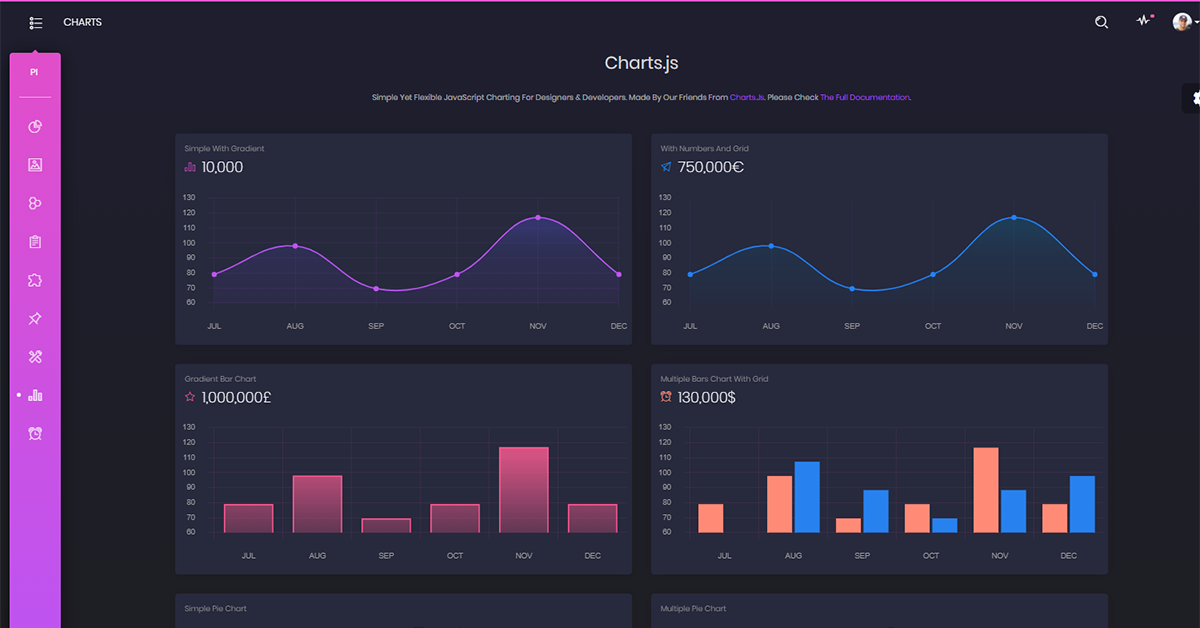 CHARTS
PI
Charts.js
Simple Yet Flexible JavaScript Charting For Designers & Developers. Made By Our Friends From Charts.Js. Please Check The Full Documentation.
Simple With Gradient
10,000
130
120
110
100
90
80
70
60
JUL AUG SEP OCT NOV DEC
With Numbers And Grid
750,000€
130
120
110
100
90
80
70
60
JUL AUG SEP OCT NOV DEC
Gradient Bar Chart
1,000,000£
130
120
110
100
90
80
70
60
JUL AUG SEP OCT NOV DEC
Multiple Bars Chart With Grid
130,000$
130
120
110
100
90
80
70
60
JUL AUG SEP OCT NOV DEC
Simple Pie Chart
Multiple Pie Chart